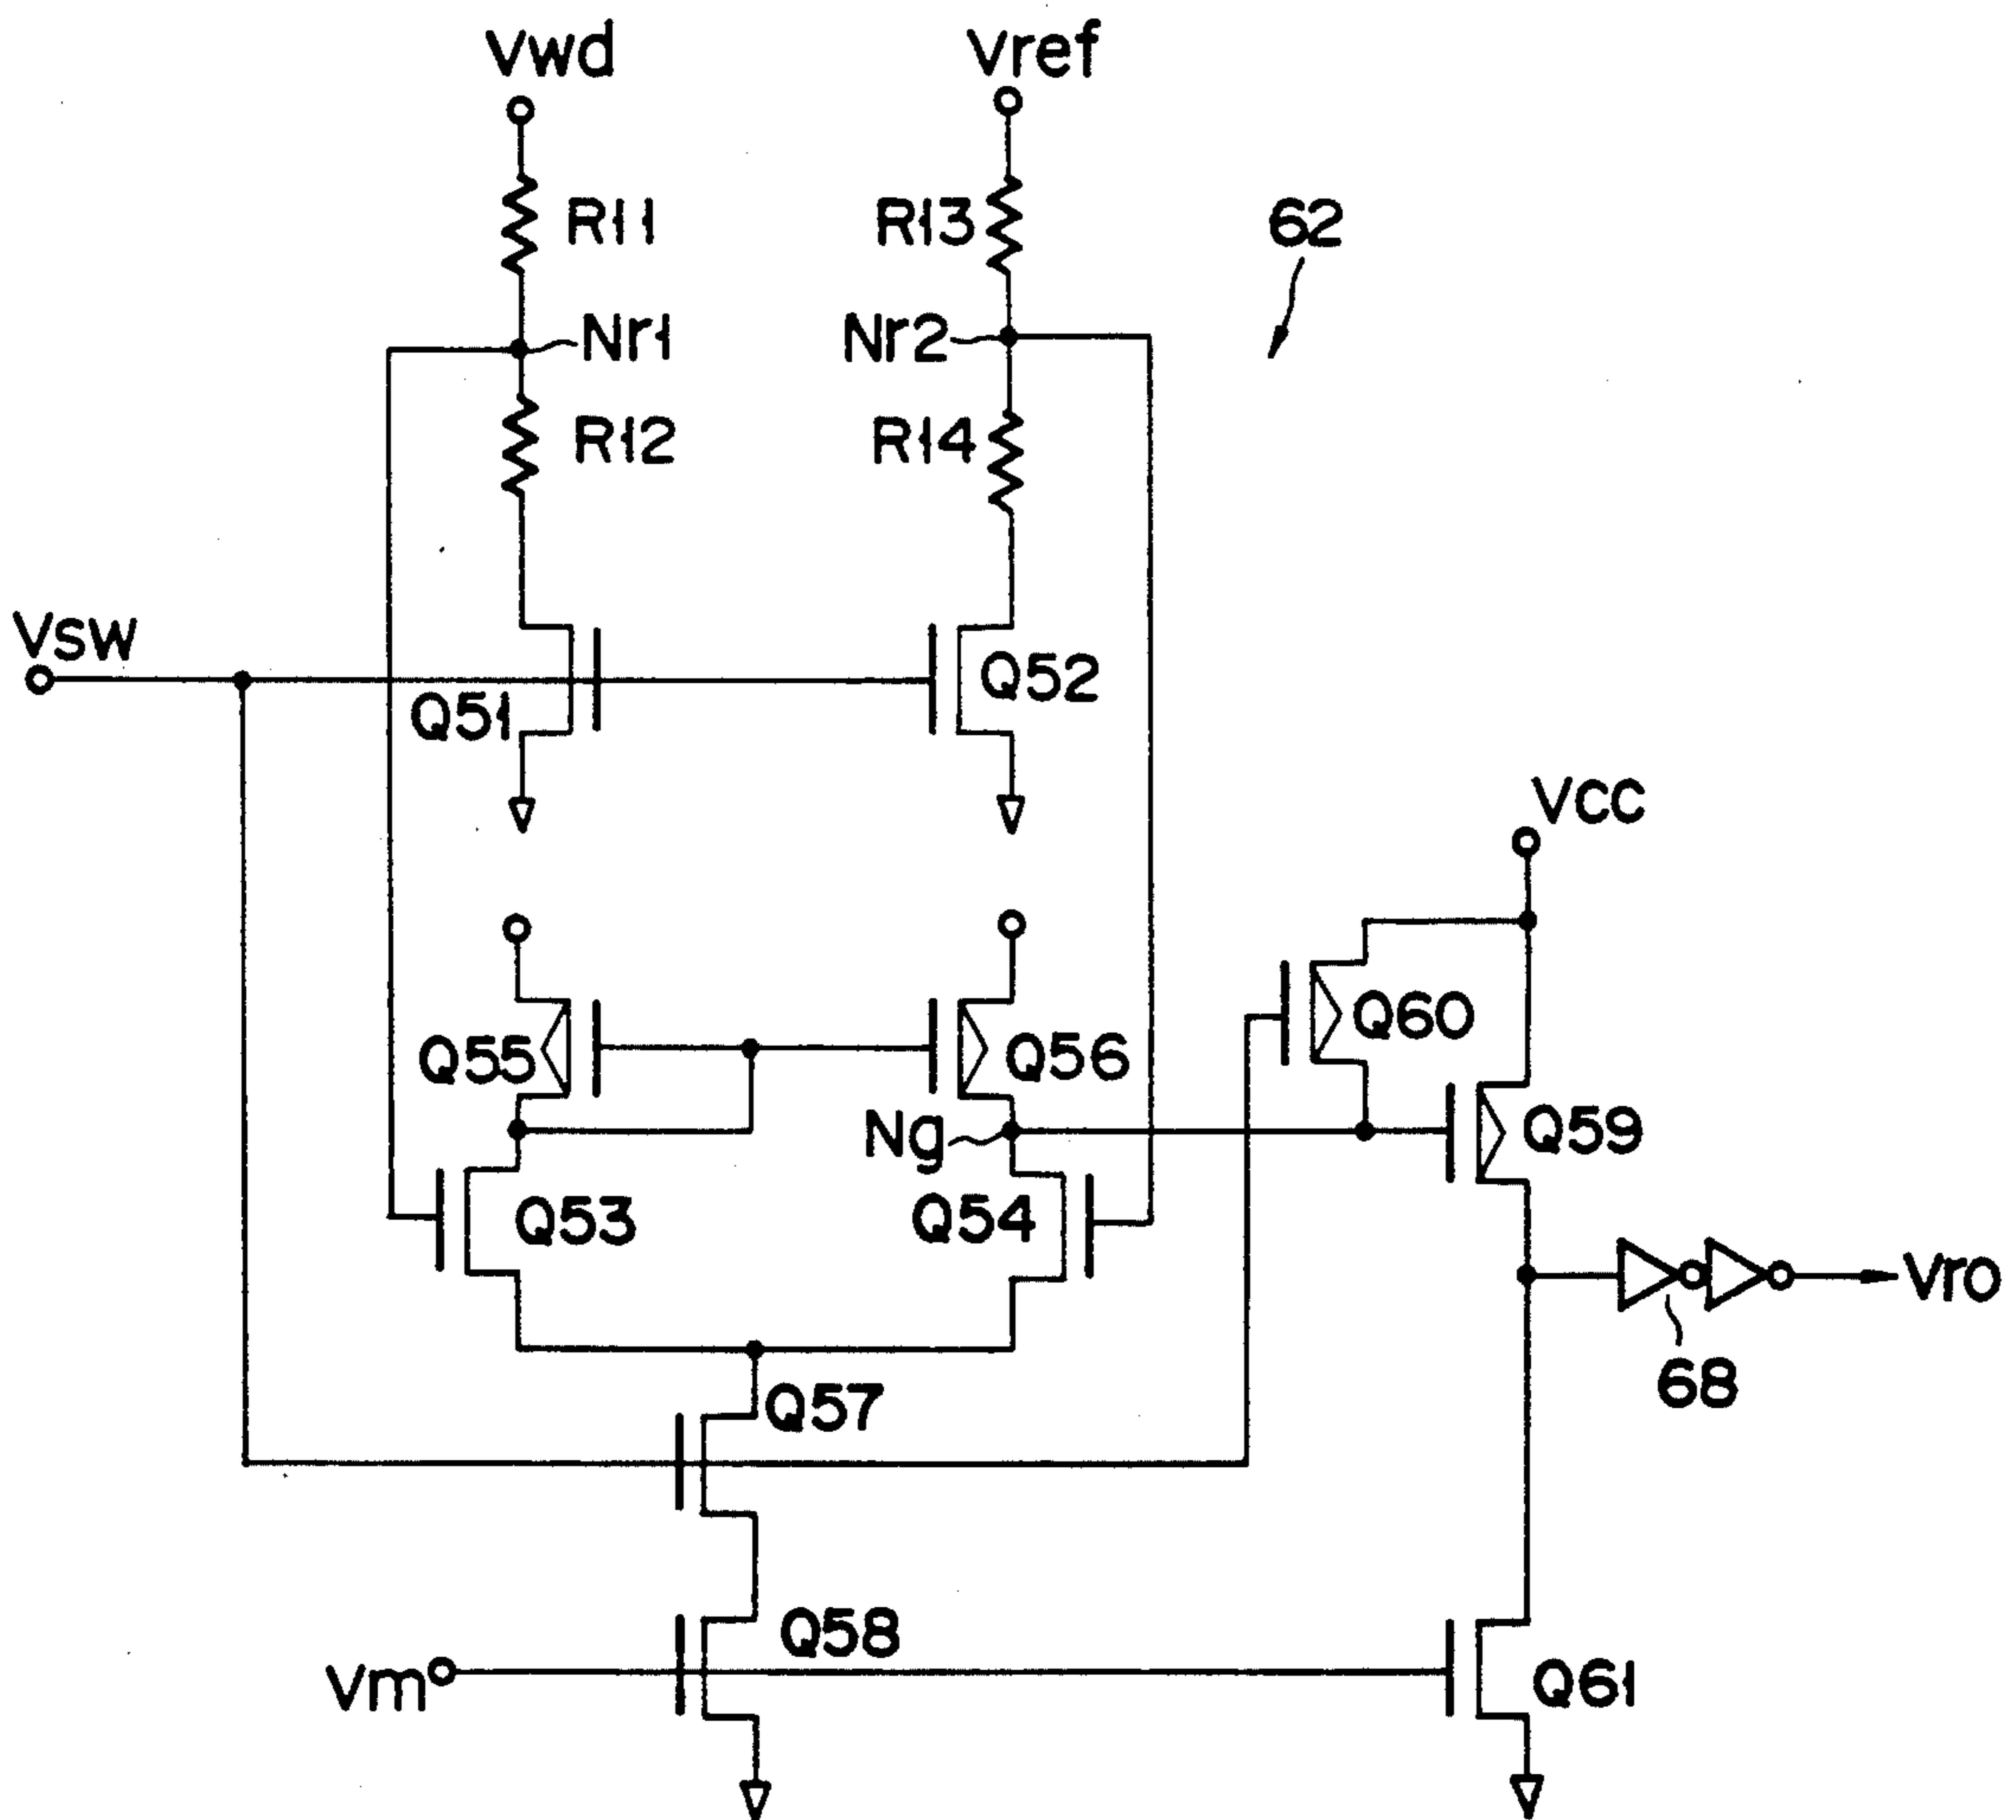 Vwd
Vref
R11
R13
62
Nr1
Nr2
R12
R14
Vsw
Q51
Q52
Vcc
Q55
Q56
Q60
Ng
Q59
Q53
Q54
Vro
68
Q57
Q58
Vm
Q61